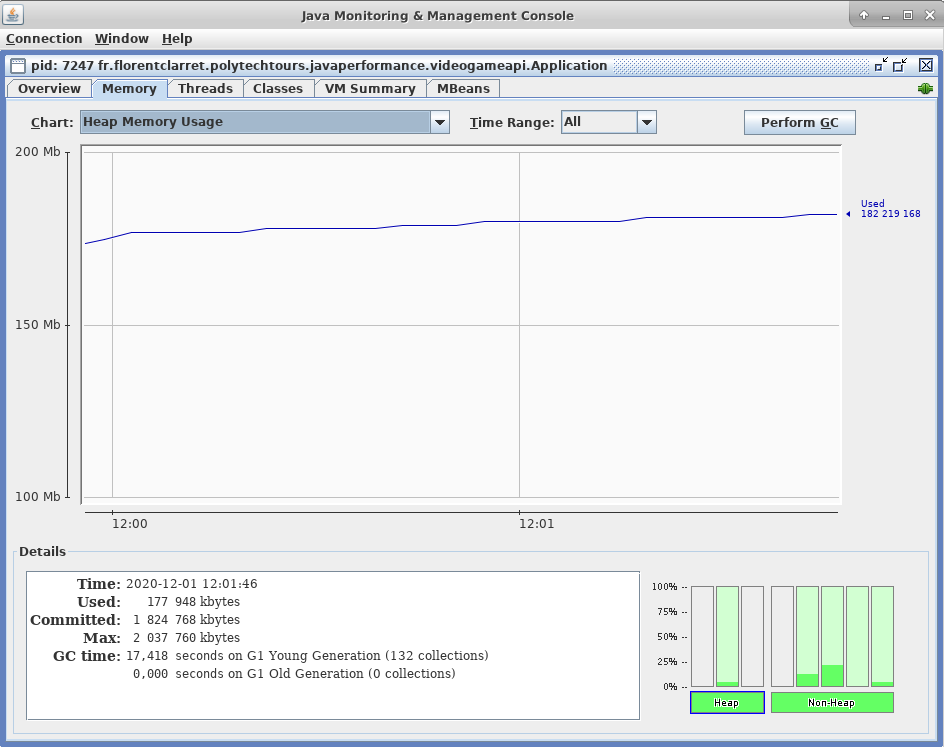 Java Monitoring & Management Console
Connection Window Help
pid: 7247 fr.florentclarret.polytechtours.javaperformance.videogameapi.Application
Overview Memory Threads Classes VM Summary MBeans
Chart: Heap Memory Usage Time Range: All Perform GC
200 Mb
Used
182 219 168
150 Mb
100 Mb
12:00 12:01
Details
Time: 2020-12-01 12:01:46
Used: 177 948 kbytes
Committed: 1 824 768 kbytes
Max: 2 037 760 kbytes
GC time: 17,418 seconds on G1 Young Generation (132 collections)
0,000 seconds on G1 Old Generation (0 collections)
100% --
75% --
50% --
25% --
0% --
Heap Non-Heap